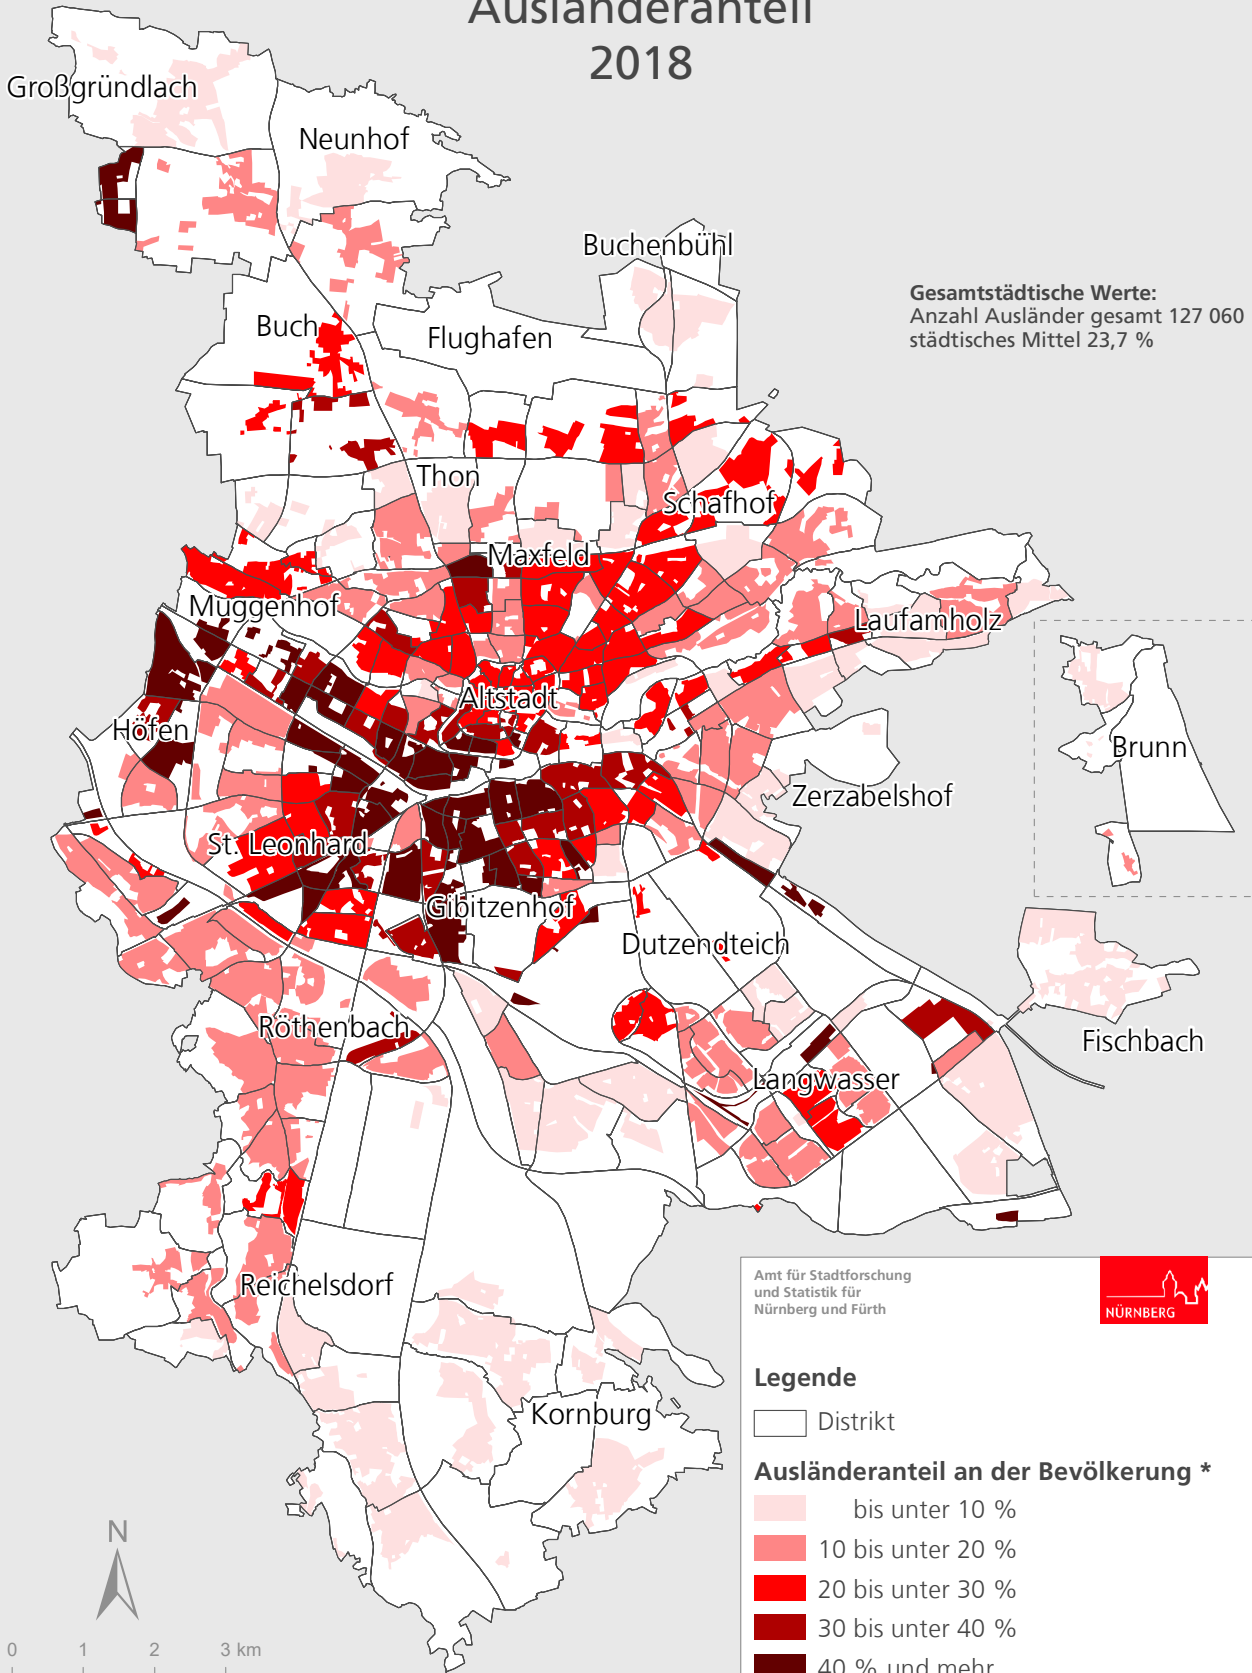 Ausländeranteil
2018
Großgründlach
Neunhof
Buchenbühl
Gesamtstädtische Werte:
Anzahl Ausländer gesamt 127 060
städtisches Mittel 23,7 %
Buch
Flughafen
Thon
Schafhof
Maxfeld
Muggenhof
Laufamholz
Altstadt
Höfen
Brunn
Zerzabelshof
St. Leonhard
Gibitzenhof
Dutzendteich
Röthenbach
Fischbach
Langwasser
Reichelsdorf
Kornburg
Amt für Stadtforschung
und Statistik für
Nürnberg und Fürth
NÜRNBERG
Legende
Distrikt
Ausländeranteil an der Bevölkerung *
bis unter 10 %
10 bis unter 20 %
20 bis unter 30 %
30 bis unter 40 %
40 % und mehr
N
0 1 2 3 km